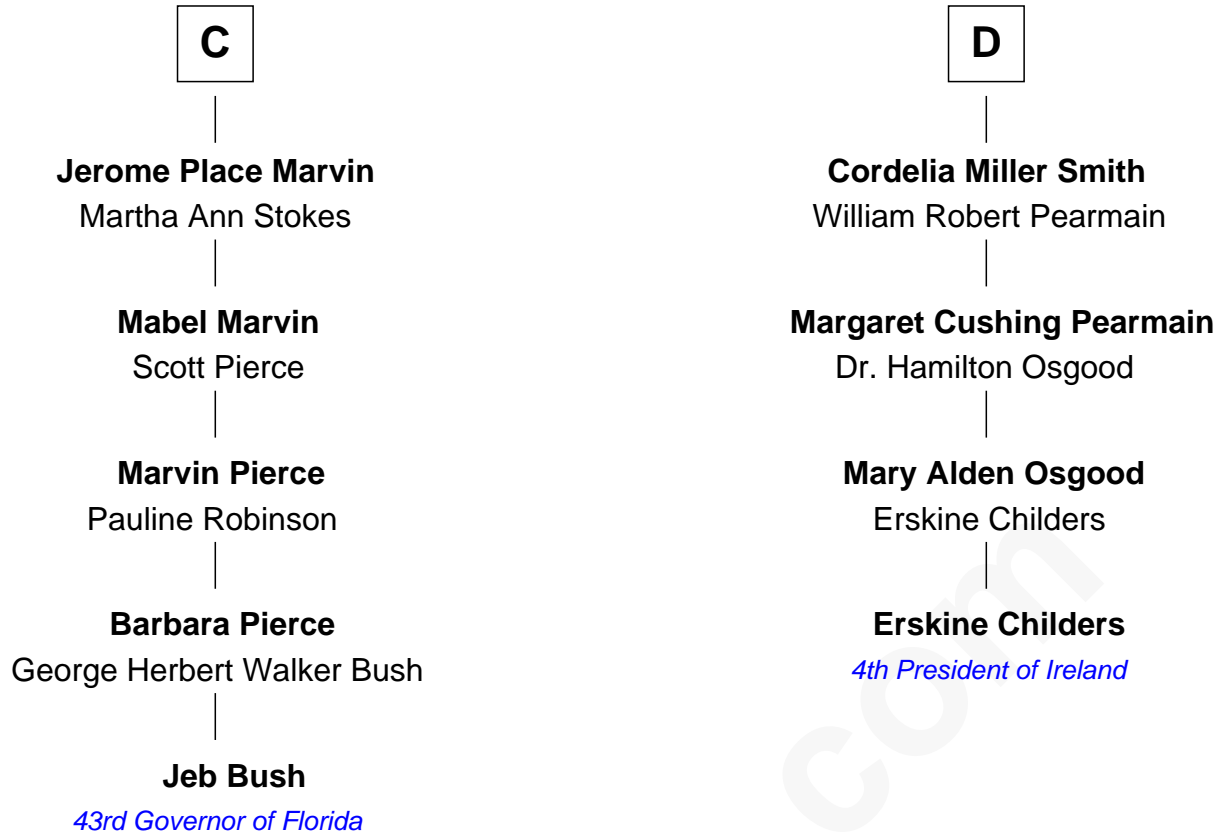 C
Jerome Place Marvin
Martha Ann Stokes
Mabel Marvin
Scott Pierce
Marvin Pierce
Pauline Robinson
Barbara Pierce
George Herbert Walker Bush
Jeb Bush
43rd Governor of Florida
D
Cordelia Miller Smith
William Robert Pearmain
Margaret Cushing Pearmain
Dr. Hamilton Osgood
Mary Alden Osgood
Erskine Childers
Erskine Childers
4th President of Ireland
com